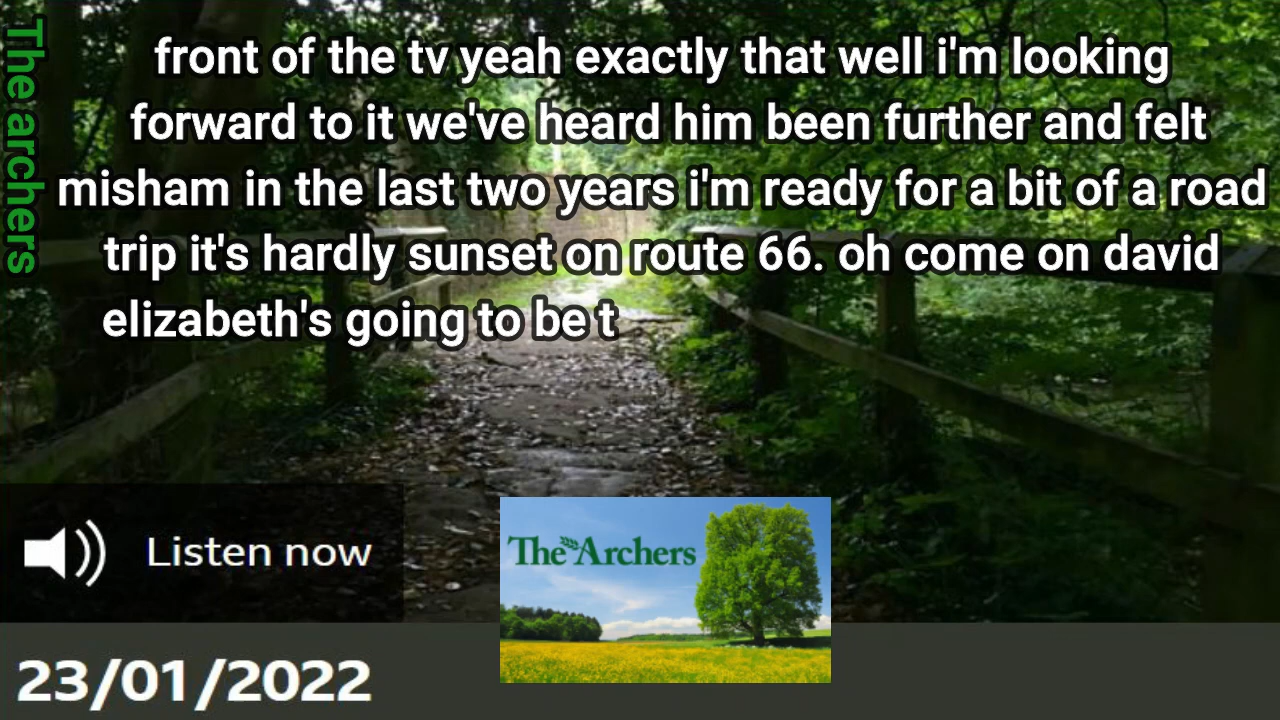 The archers
front of the tv yeah exactly that well i'm looking
forward to it we've heard him been further and felt
misham in the last two years i'm ready for a bit of a road
trip it's hardly sunset on route 66. oh come on david
elizabeth's going to be t
Listen now
The Archers
23/01/2022